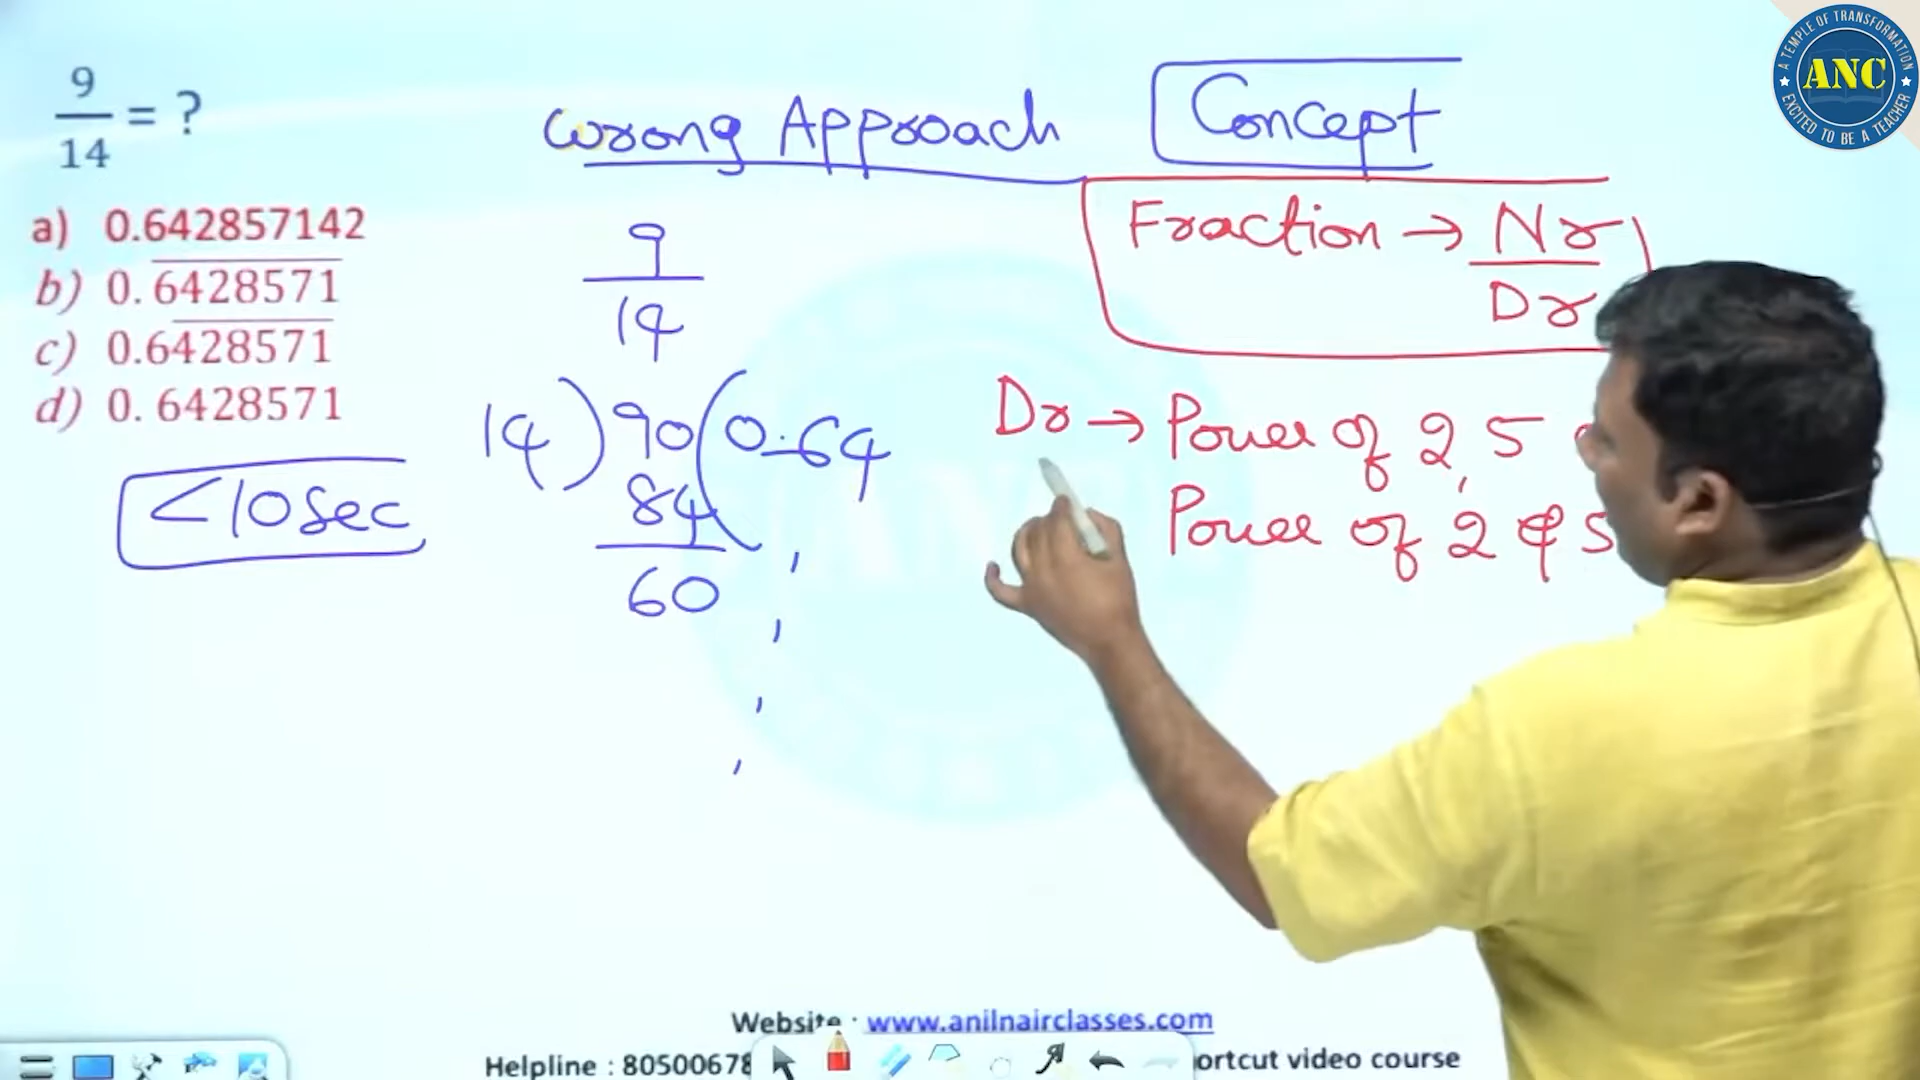 9
14
= ?
a) 0.642857142
b) 0. 6428571
c) 0.6428571
d) 0. 6428571
<10sec
Wrong Approach
9
14
14) 90 (0.64
84
60
Concept
Fraction → Nr
Dr
Dr → Power of 2, 5
Power of 2 & 5
A TEMPLE OF TRANSFORMATION
ANC
EXCITED TO BE A TEACHER
Website : www.anilnairclasses.com
Helpline : 80500678
ortcut video course